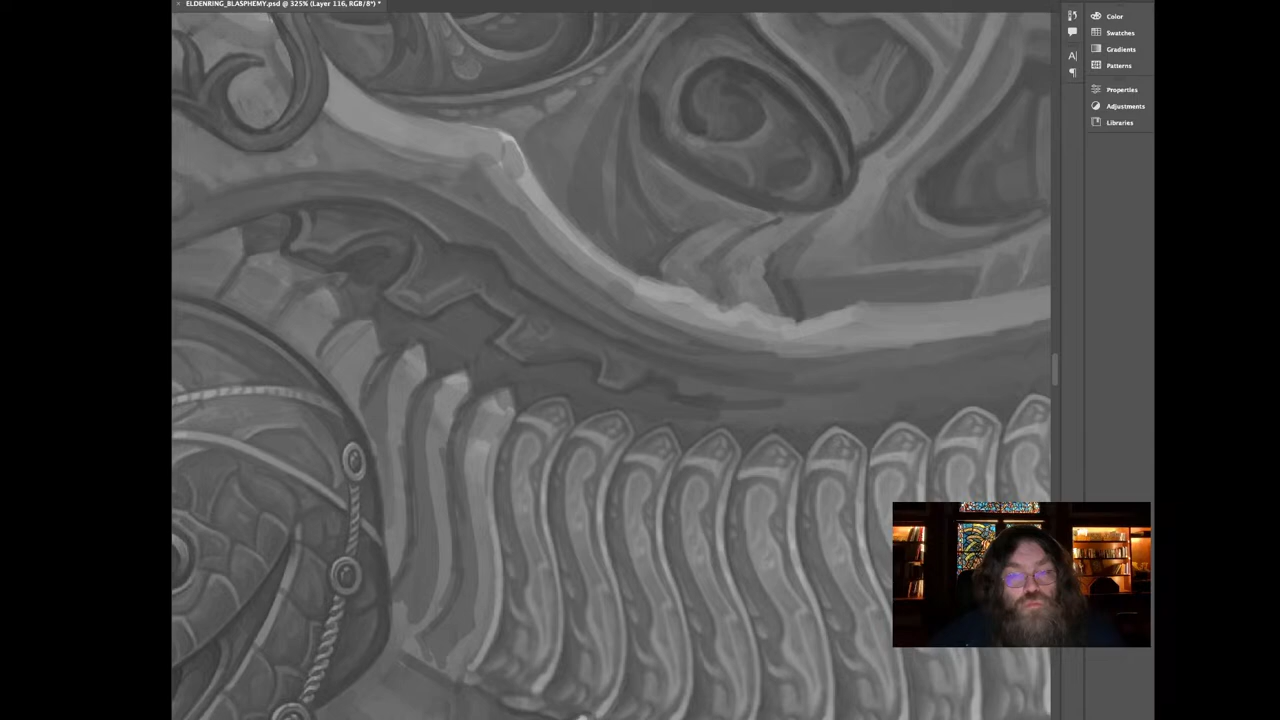 × ELDENRING_BLASPHEMY.psd @ 325% (Layer 116, RGB/8*) *
Color
Swatches
Gradients
Patterns
Properties
Adjustments
Libraries